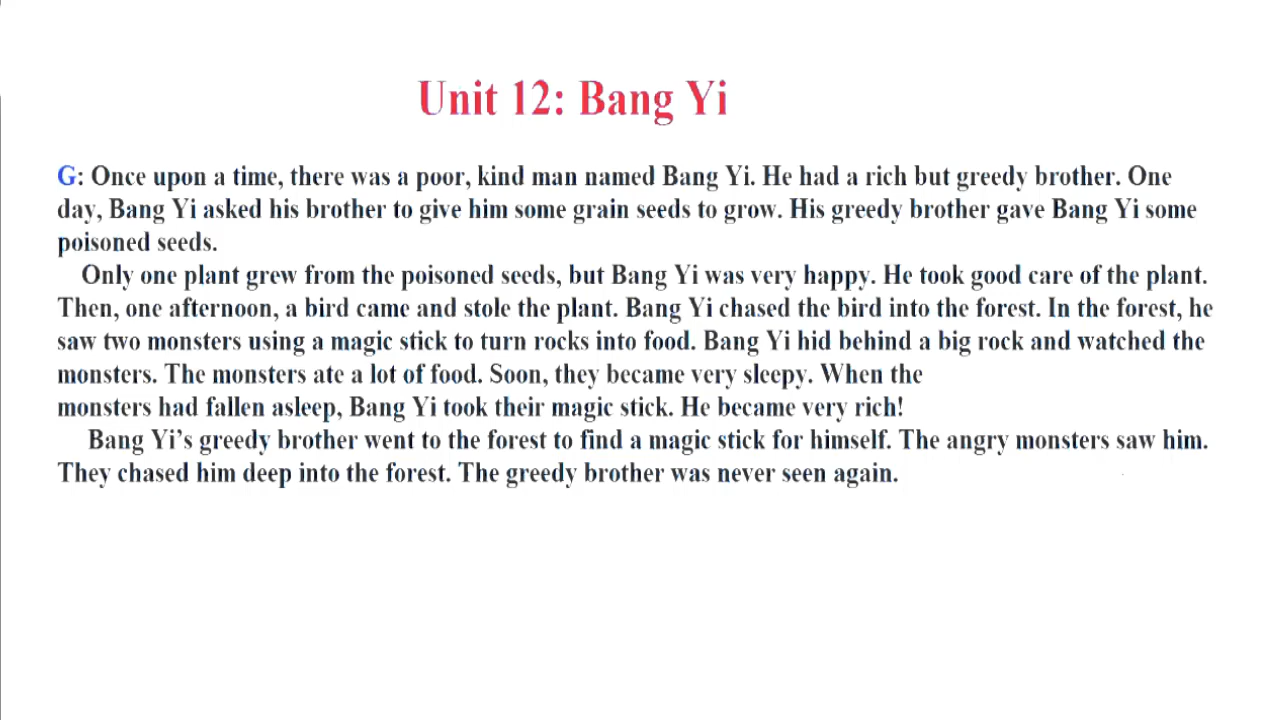 Unit 12: Bang Yi
G: Once upon a time, there was a poor, kind man named Bang Yi. He had a rich but greedy brother. One
day, Bang Yi asked his brother to give him some grain seeds to grow. His greedy brother gave Bang Yi some
poisoned seeds.
Only one plant grew from the poisoned seeds, but Bang Yi was very happy. He took good care of the plant.
Then, one afternoon, a bird came and stole the plant. Bang Yi chased the bird into the forest. In the forest, he
saw two monsters using a magic stick to turn rocks into food. Bang Yi hid behind a big rock and watched the
monsters. The monsters ate a lot of food. Soon, they became very sleepy. When the
monsters had fallen asleep, Bang Yi took their magic stick. He became very rich!
Bang Yi's greedy brother went to the forest to find a magic stick for himself. The angry monsters saw him.
They chased him deep into the forest. The greedy brother was never seen again.